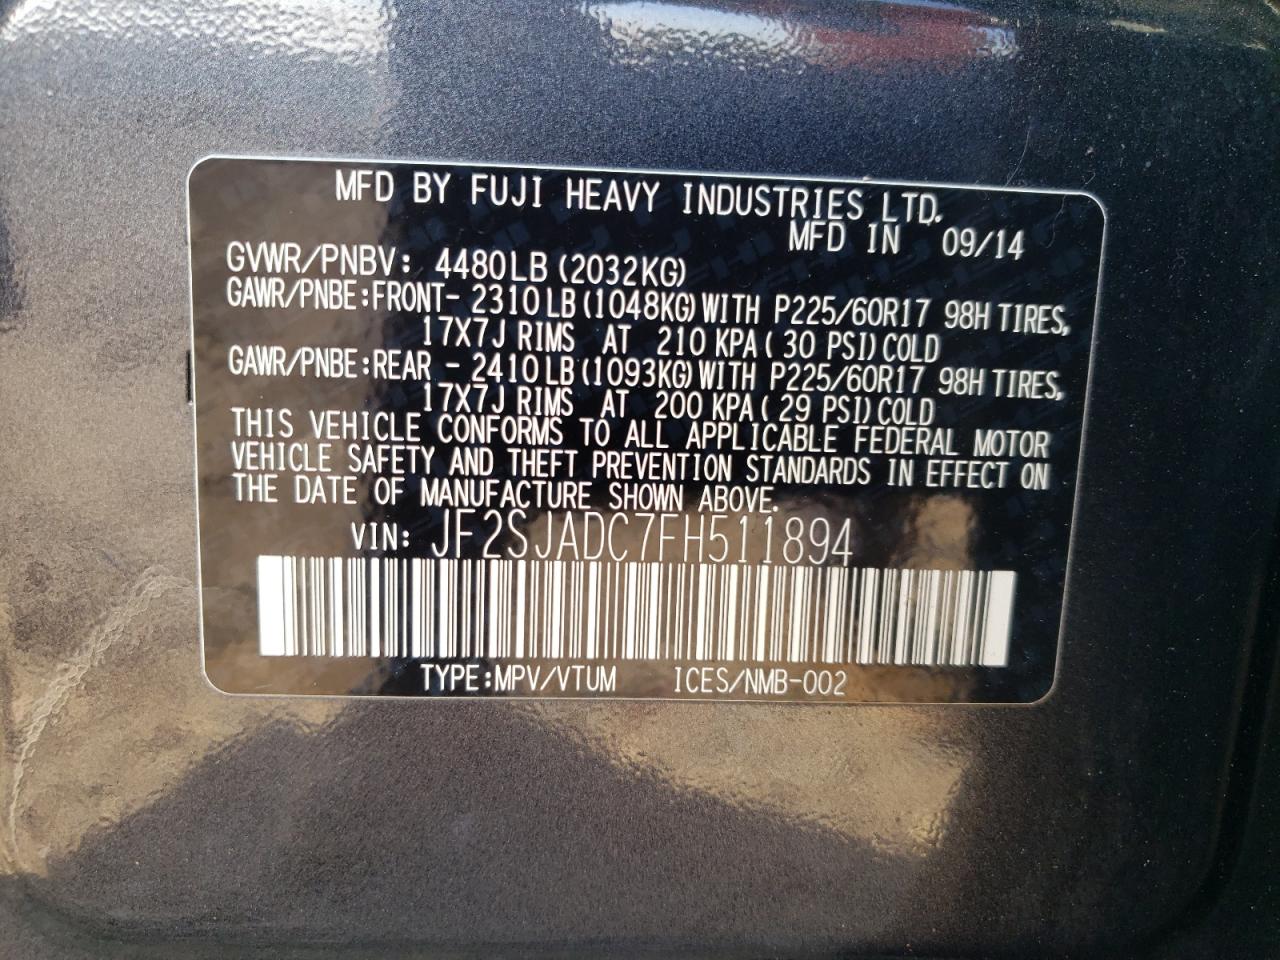 MFD BY FUJI HEAVY INDUSTRIES LTD.
MFD IN 09/14
GVWR/PNBV: 4480LB (2032KG)
GAWR/PNBE:FRONT- 2310LB (1048KG) WITH P225/60R17 98H TIRES,
17X7J RIMS AT 210 KPA ( 30 PSI) COLD
GAWR/PNBE:REAR - 2410LB (1093KG) WITH P225/60R17 98H TIRES,
17X7J RIMS AT 200 KPA ( 29 PSI) COLD
THIS VEHICLE CONFORMS TO ALL APPLICABLE FEDERAL MOTOR
VEHICLE SAFETY AND THEFT PREVENTION STANDARDS IN EFFECT ON
THE DATE OF MANUFACTURE SHOWN ABOVE.
VIN: JF2SJADC7FH511894
TYPE:MPV/VTUM ICES/NMB-002